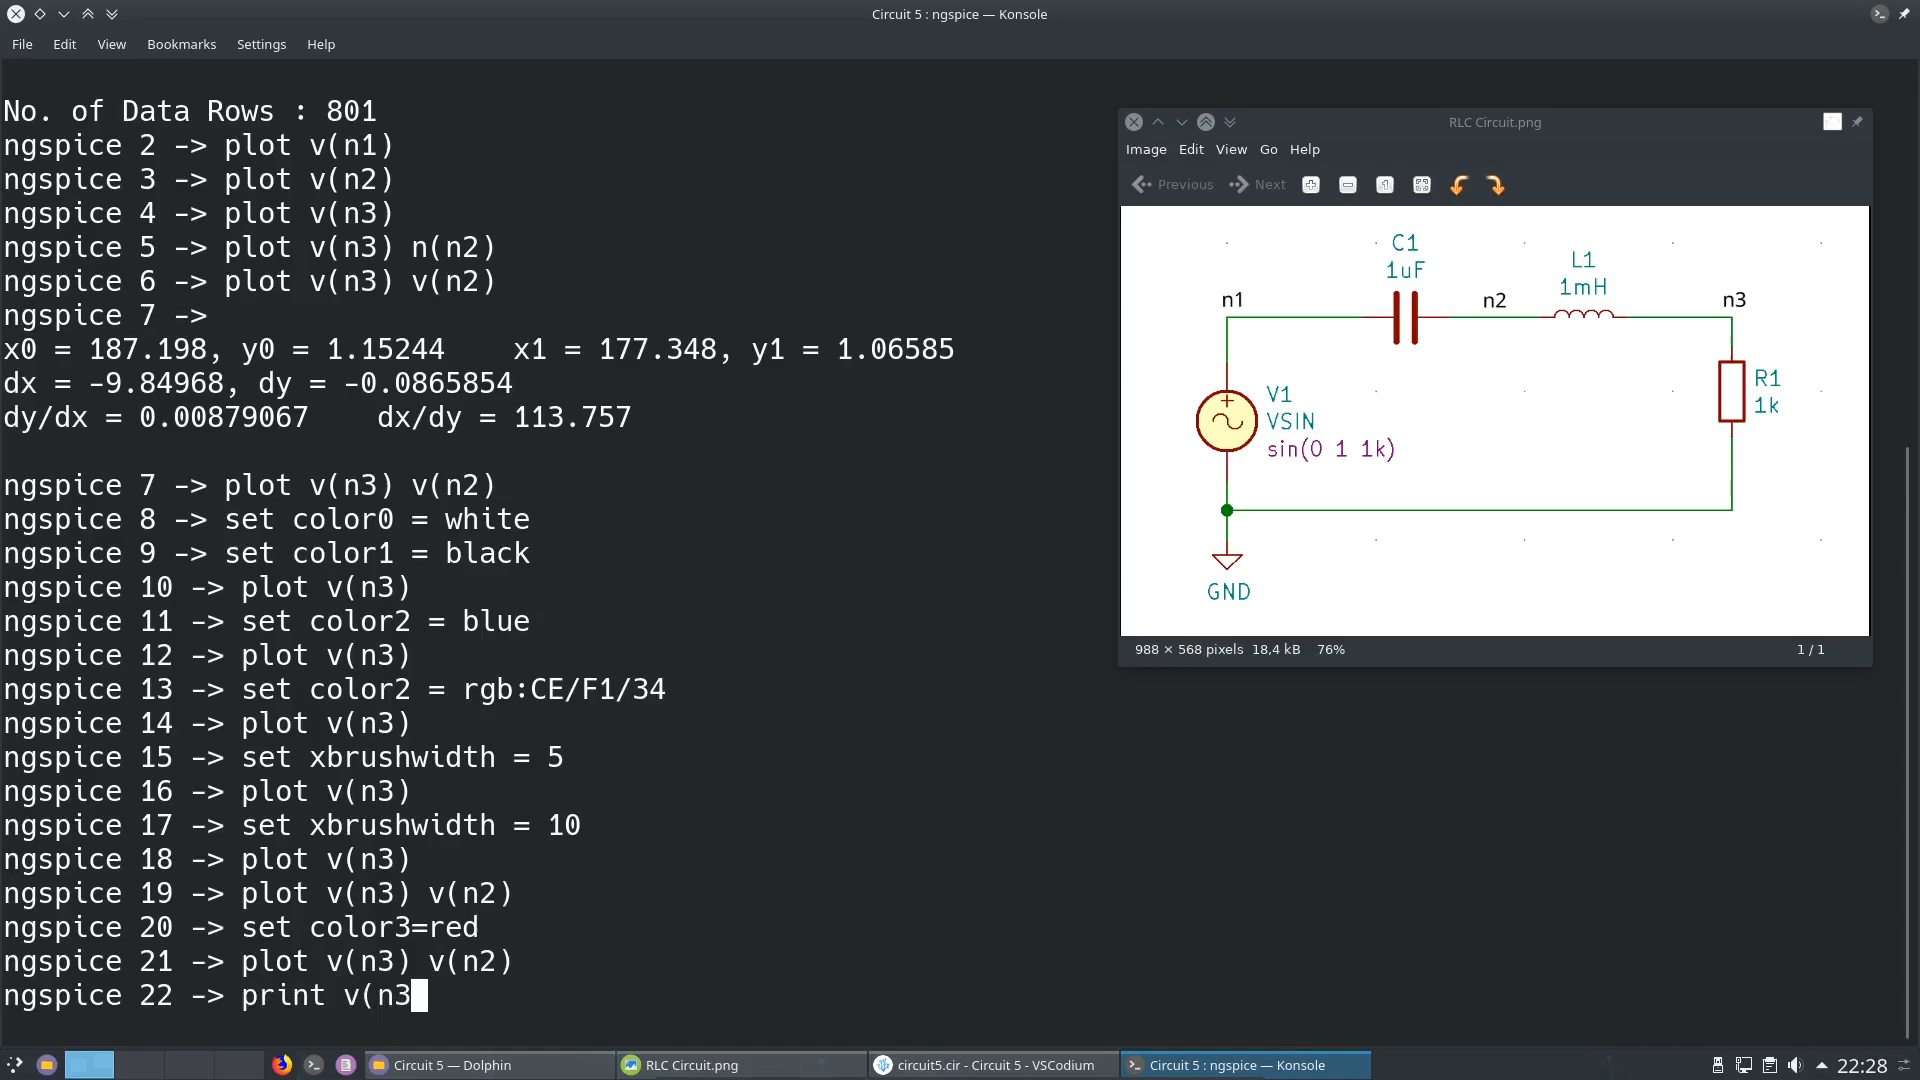 Circuit 5 : ngspice — Konsole
File Edit View Bookmarks Settings Help
No. of Data Rows : 801
ngspice 2 -> plot v(n1)
ngspice 3 -> plot v(n2)
ngspice 4 -> plot v(n3)
ngspice 5 -> plot v(n3) n(n2)
ngspice 6 -> plot v(n3) v(n2)
ngspice 7 ->
x0 = 187.198, y0 = 1.15244    x1 = 177.348, y1 = 1.06585
dx = -9.84968, dy = -0.0865854
dy/dx = 0.00879067    dx/dy = 113.757
ngspice 7 -> plot v(n3) v(n2)
ngspice 8 -> set color0 = white
ngspice 9 -> set color1 = black
ngspice 10 -> plot v(n3)
ngspice 11 -> set color2 = blue
ngspice 12 -> plot v(n3)
ngspice 13 -> set color2 = rgb:CE/F1/34
ngspice 14 -> plot v(n3)
ngspice 15 -> set xbrushwidth = 5
ngspice 16 -> plot v(n3)
ngspice 17 -> set xbrushwidth = 10
ngspice 18 -> plot v(n3)
ngspice 19 -> plot v(n3) v(n2)
ngspice 20 -> set color3=red
ngspice 21 -> plot v(n3) v(n2)
ngspice 22 -> print v(n3
RLC Circuit.png
Image Edit View Go Help
Previous Next
C1
1uF
L1
1mH
n1
n2
n3
V1
VSIN
sin(0 1 1k)
R1
1k
GND
988 × 568 pixels 18,4 kB 76%
1 / 1
Circuit 5 — Dolphin
RLC Circuit.png
circuit5.cir - Circuit 5 - VSCodium
Circuit 5 : ngspice — Konsole
22:28